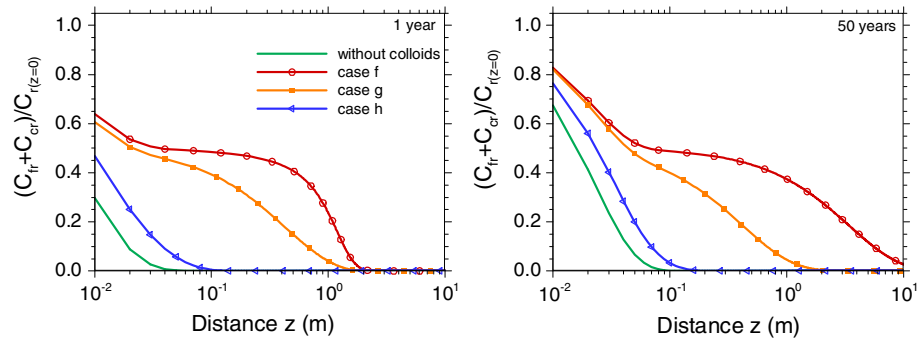 1 year
without colloids
case f
case g
case h
(C_fr+C_cr)/C_r(z=0)
1.0
0.8
0.6
0.4
0.2
0.0
10^-2 10^-1 10^0 10^1
Distance z (m)
50 years
(C_fr+C_cr)/C_r(z=0)
1.0
0.8
0.6
0.4
0.2
0.0
10^-2 10^-1 10^0 10^1
Distance z (m)